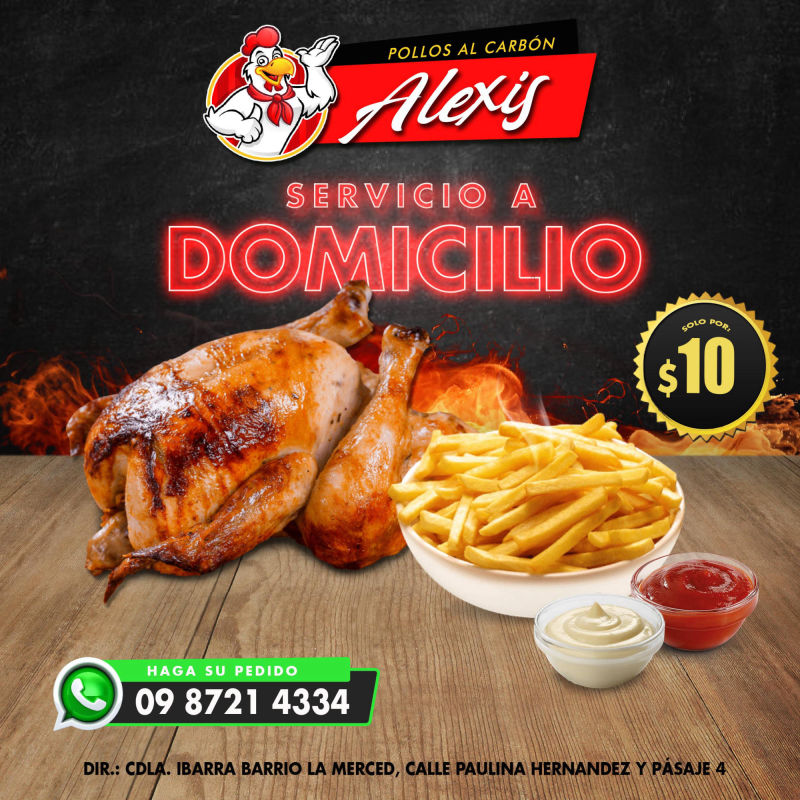 POLLOS AL CARBÓN
Alexis
SERVICIO A
DOMICILIO
SOLO POR:
$10
HAGA SU PEDIDO
09 8721 4334
DIR.: CDLA. IBARRA BARRIO LA MERCED, CALLE PAULINA HERNANDEZ Y PÁSAJE 4